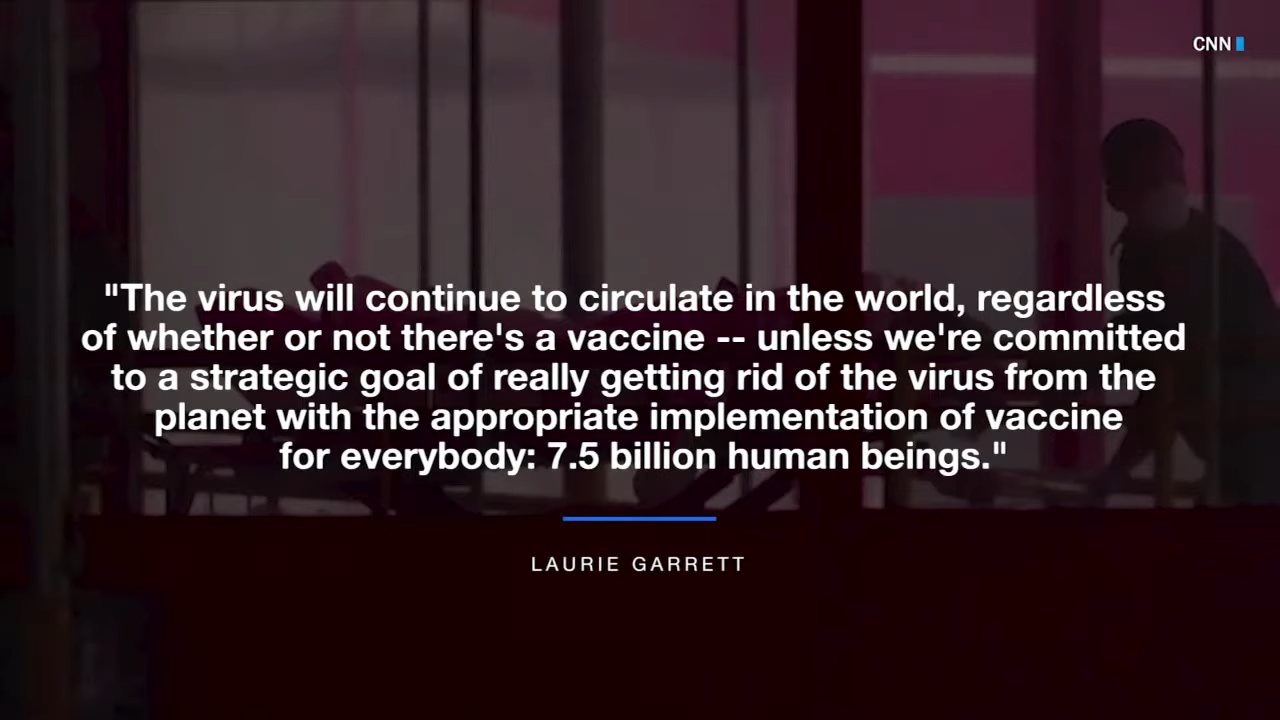 CNN
"The virus will continue to circulate in the world, regardless
of whether or not there's a vaccine -- unless we're committed
to a strategic goal of really getting rid of the virus from the
planet with the appropriate implementation of vaccine
for everybody: 7.5 billion human beings."
LAURIE GARRETT